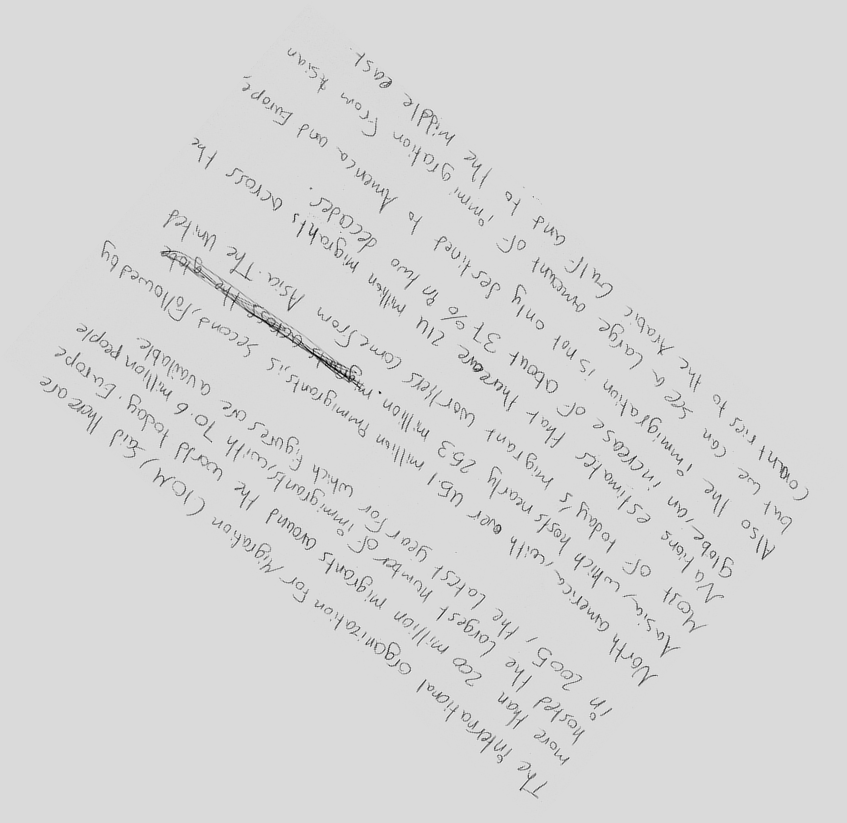 The international organization for Migration (IOM) said there are
more than 200 million migrants around the world today. Europe
hosted the largest number of immigrants, with 70.6 million people
in 2005, the latest year for which figures are available.
North america, with over 451 million immigrants, is second, followed by
Aasia, which hosts nearly 253 million.
Most of today's migrant workers come from Asia. The United
Nations estimates that there are 214 million migrants across the
globe, an increase of about 37% in two decades.
Also the immigration is not only destined to America and Europe,
but we can see a large amount of immigration from Asian
Countries to the Arabic Gulf and to the middle east.